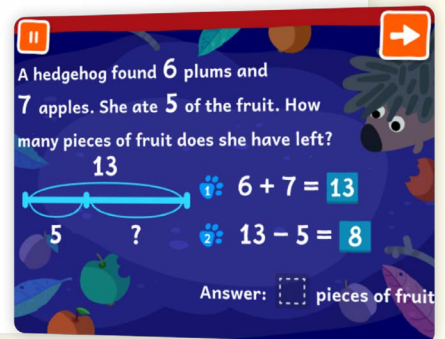 A hedgehog found 6 plums and
7 apples. She ate 5 of the fruit. How
many pieces of fruit does she have left?
13
5 ?
1 6 + 7 = 13
2 13 – 5 = 8
Answer: pieces of fruit